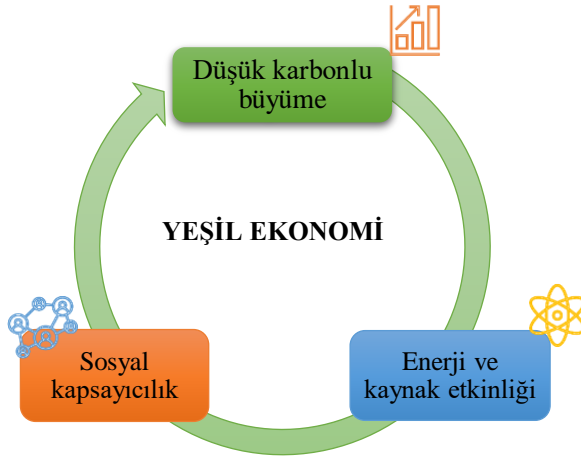 Düşük karbonlu
büyüme
YEŞİL EKONOMİ
Sosyal
kapsayıcılık
Enerji ve
kaynak etkinliği